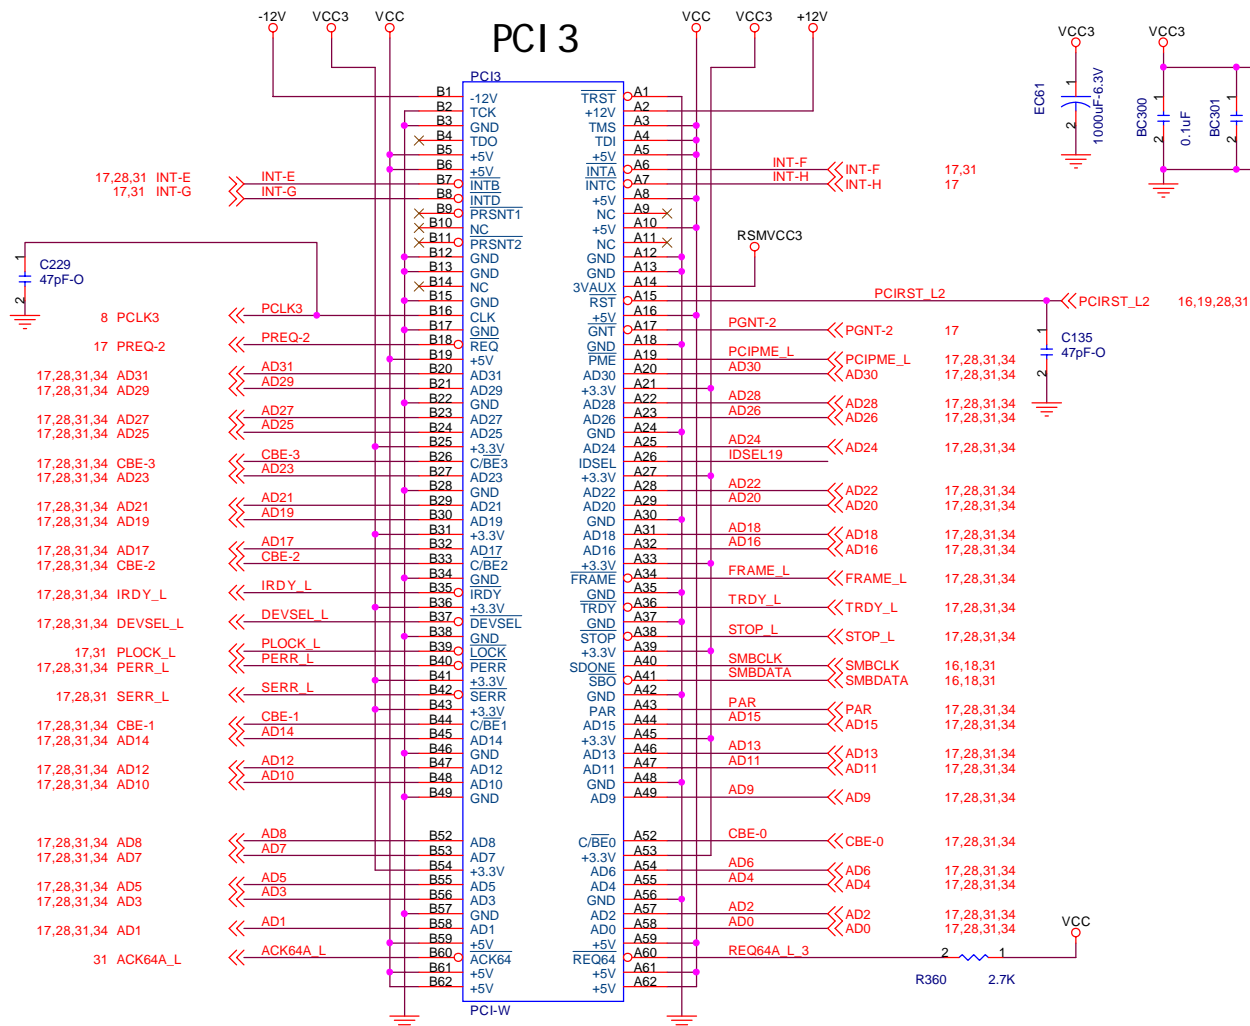 -12V VCC3 VCC VCC VCC3 +12V VCC3 VCC3
PCI 3
PCI3
B1 -12V TRST A1
B2 TCK +12V A2
B3 GND TMS A3
B4 TDO TDI A4
B5 +5V +5V A5
17,28,31 INT-E INT-E B6 +5V INTA A6 INT-F INT-F 17,31
17,31 INT-G INT-G B7 INTB INTC A7 INT-H INT-H 17
B8 INTD +5V A8
B9 PRSNT1 NC A9
B10 NC +5V A10
B11 PRSNT2 NC A11
B12 GND GND A12
B13 GND GND A13
B14 NC 3VAUX A14 RSMVCC3
B15 GND RST A15 PCIRST_L2 PCIRST_L2 16,19,28,31
8 PCLK3 PCLK3 B16 CLK +5V A16
B17 GND GNT A17 PGNT-2 PGNT-2 17
17 PREQ-2 PREQ-2 B18 REQ GND A18
B19 +5V PME A19 PCIPME_L PCIPME_L 17,28,31,34
17,28,31,34 AD31 AD31 B20 AD31 AD30 A20 AD30 AD30 17,28,31,34
17,28,31,34 AD29 AD29 B21 AD29 +3.3V A21
B22 GND AD28 A22 AD28 AD28 17,28,31,34
17,28,31,34 AD27 AD27 B23 AD27 AD26 A23 AD26 AD26 17,28,31,34
17,28,31,34 AD25 AD25 B24 AD25 GND A24
B25 +3.3V AD24 A25 AD24 AD24 17,28,31,34
17,28,31,34 CBE-3 CBE-3 B26 C/BE3 IDSEL A26 IDSEL19
17,28,31,34 AD23 AD23 B27 AD23 +3.3V A27
B28 GND AD22 A28 AD22 AD22 17,28,31,34
17,28,31,34 AD21 AD21 B29 AD21 AD20 A29 AD20 AD20 17,28,31,34
17,28,31,34 AD19 AD19 B30 AD19 GND A30
B31 +3.3V AD18 A31 AD18 AD18 17,28,31,34
17,28,31,34 AD17 AD17 B32 AD17 AD16 A32 AD16 AD16 17,28,31,34
17,28,31,34 CBE-2 CBE-2 B33 C/BE2 +3.3V A33
B34 GND FRAME A34 FRAME_L FRAME_L 17,28,31,34
17,28,31,34 IRDY_L IRDY_L B35 IRDY GND A35
B36 +3.3V TRDY A36 TRDY_L TRDY_L 17,28,31,34
17,28,31,34 DEVSEL_L DEVSEL_L B37 DEVSEL GND A37
B38 GND STOP A38 STOP_L STOP_L 17,28,31,34
17,31 PLOCK_L PLOCK_L B39 LOCK +3.3V A39
17,28,31,34 PERR_L PERR_L B40 PERR SDONE A40 SMBCLK SMBCLK 16,18,31
B41 +3.3V SBO A41 SMBDATA SMBDATA 16,18,31
17,28,31 SERR_L SERR_L B42 SERR GND A42
B43 +3.3V PAR A43 PAR PAR 17,28,31,34
17,28,31,34 CBE-1 CBE-1 B44 C/BE1 AD15 A44 AD15 AD15 17,28,31,34
17,28,31,34 AD14 AD14 B45 AD14 +3.3V A45
B46 GND AD13 A46 AD13 AD13 17,28,31,34
17,28,31,34 AD12 AD12 B47 AD12 AD11 A47 AD11 AD11 17,28,31,34
17,28,31,34 AD10 AD10 B48 AD10 GND A48
B49 GND AD9 A49 AD9 AD9 17,28,31,34
17,28,31,34 AD8 AD8 B52 AD8 C/BE0 A52 CBE-0 CBE-0 17,28,31,34
17,28,31,34 AD7 AD7 B53 AD7 +3.3V A53
B54 +3.3V AD6 A54 AD6 AD6 17,28,31,34
17,28,31,34 AD5 AD5 B55 AD5 AD4 A55 AD4 AD4 17,28,31,34
17,28,31,34 AD3 AD3 B56 AD3 GND A56
B57 GND AD2 A57 AD2 AD2 17,28,31,34
17,28,31,34 AD1 AD1 B58 AD1 AD0 A58 AD0 AD0 17,28,31,34
B59 +5V +5V A59
31 ACK64A_L ACK64A_L B60 ACK64 REQ64 A60 REQ64A_L_3
B61 +5V +5V A61
B62 +5V +5V A62
PCI-W
1 C229
47pF-O
2
1 C135
47pF-O
2
EC61 1 2 1000uF-6.3V
BC300 1 2 0.1uF
BC301 1 2
VCC
2 1
R360 2.7K